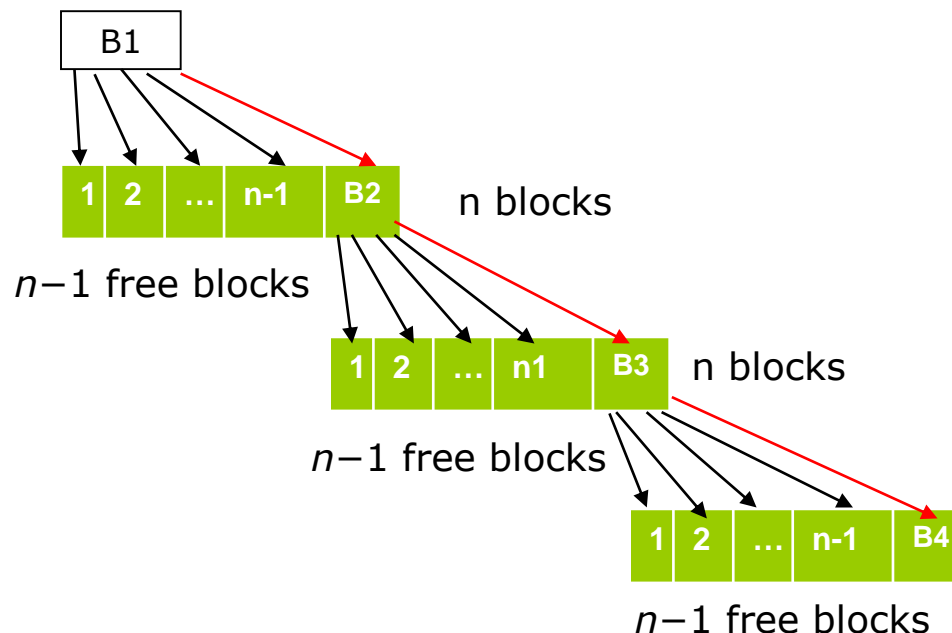 B1
1 2 ... n-1 B2
n blocks
n−1 free blocks
1 2 ... n1 B3
n blocks
n−1 free blocks
1 2 ... n-1 B4
n−1 free blocks